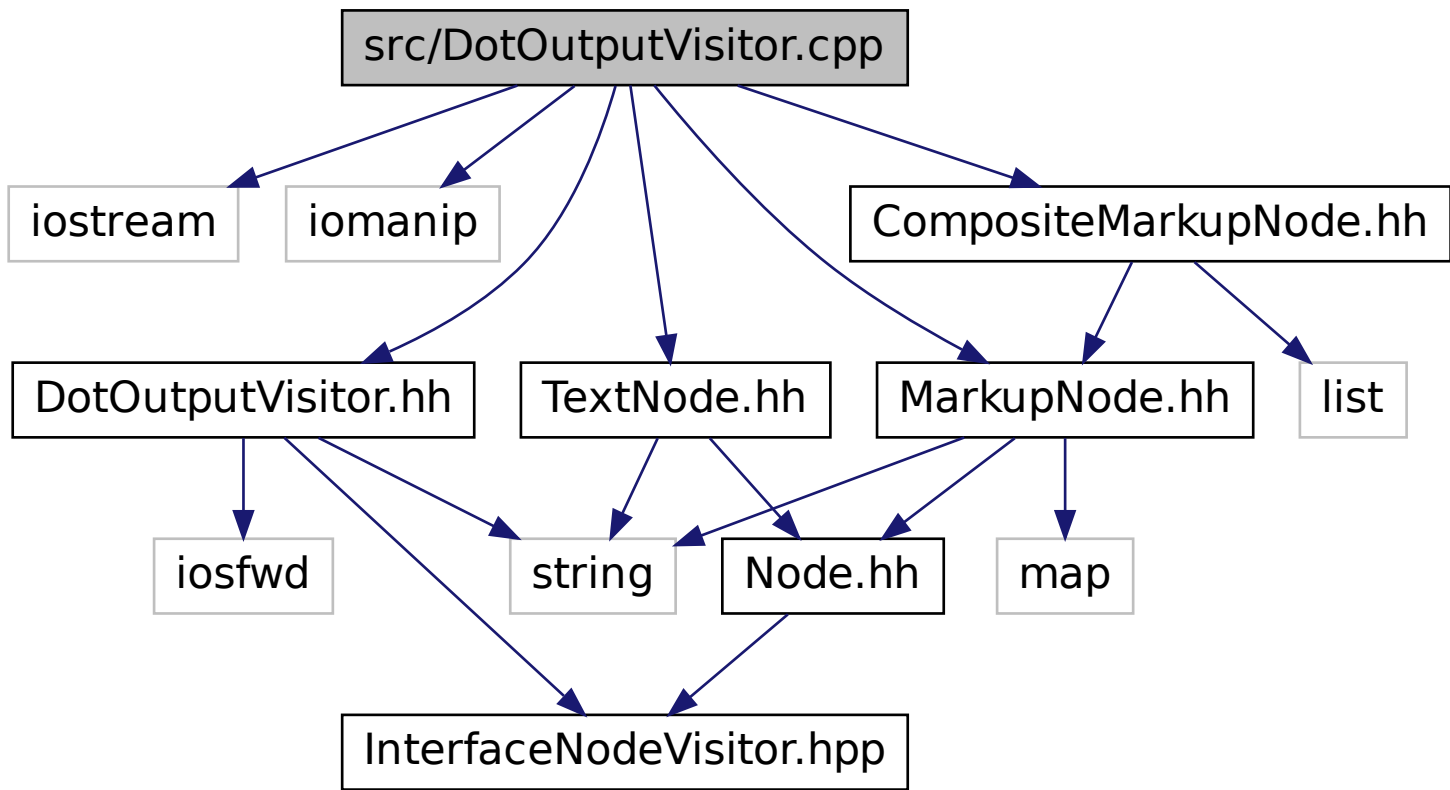 src/DotOutputVisitor.cpp
iostream
iomanip
CompositeMarkupNode.hh
DotOutputVisitor.hh
TextNode.hh
MarkupNode.hh
list
iosfwd
string
Node.hh
map
InterfaceNodeVisitor.hpp